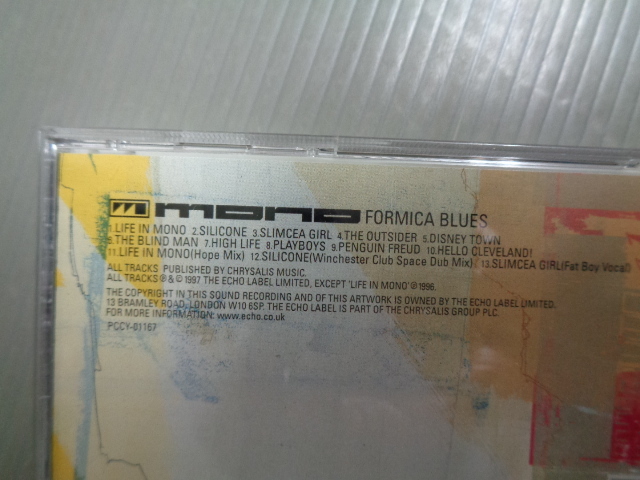 mono FORMICA BLUES
1.LIFE IN MONO 2.SILICONE 3.SLIMCEA GIRL 4.THE OUTSIDER 5.DISNEY TOWN
6.THE BLIND MAN 7.HIGH LIFE 8.PLAYBOYS 9.PENGUIN FREUD 10.HELLO CLEVELAND!
11.LIFE IN MONO(Hope Mix) 12.SILICONE(Winchester Club Space Dub Mix) 13.SLIMCEA GIRL(Fat Boy Vocal)
ALL TRACKS PUBLISHED BY CHRYSALIS MUSIC.
ALL TRACKS ℗ & © 1997 THE ECHO LABEL LIMITED, EXCEPT 'LIFE IN MONO' ℗ 1996.
THE COPYRIGHT IN THIS SOUND RECORDING AND OF THIS ARTWORK IS OWNED BY THE ECHO LABEL LIMITED.
13 BRAMLEY ROAD, LONDON W10 6SP. THE ECHO LABEL IS PART OF THE CHRYSALIS GROUP PLC.
FOR MORE INFORMATION: www.echo.co.uk
PCCY-01167